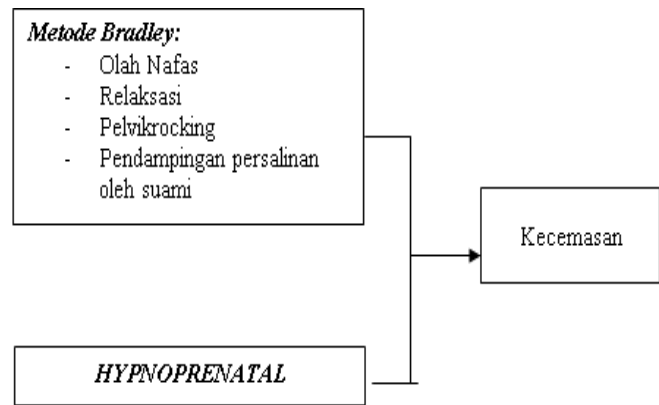 Metode Bradley:
- Olah Nafas
- Relaksasi
- Pelvikrocking
- Pendampingan persalinan
oleh suami
Kecemasan
HYPNOPRENATAL